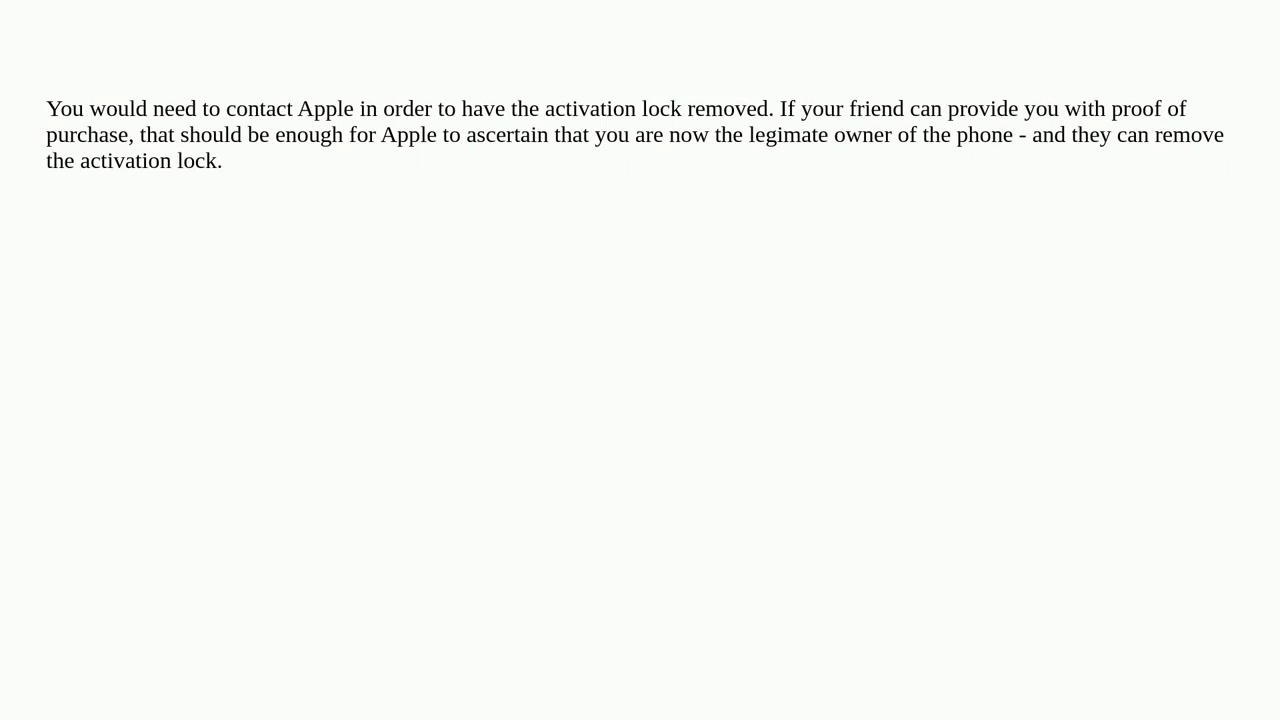 You would need to contact Apple in order to have the activation lock removed. If your friend can provide you with proof of
purchase, that should be enough for Apple to ascertain that you are now the legimate owner of the phone - and they can remove
the activation lock.